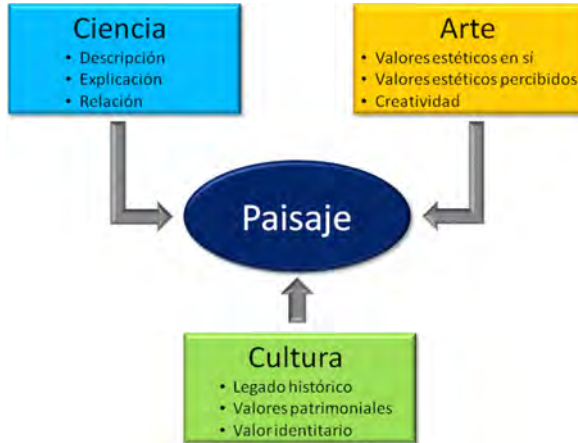 Ciencia
• Descripción
• Explicación
• Relación
Arte
• Valores estéticos en sí
• Valores estéticos percibidos
• Creatividad
Paisaje
Cultura
• Legado histórico
• Valores patrimoniales
• Valor identitario